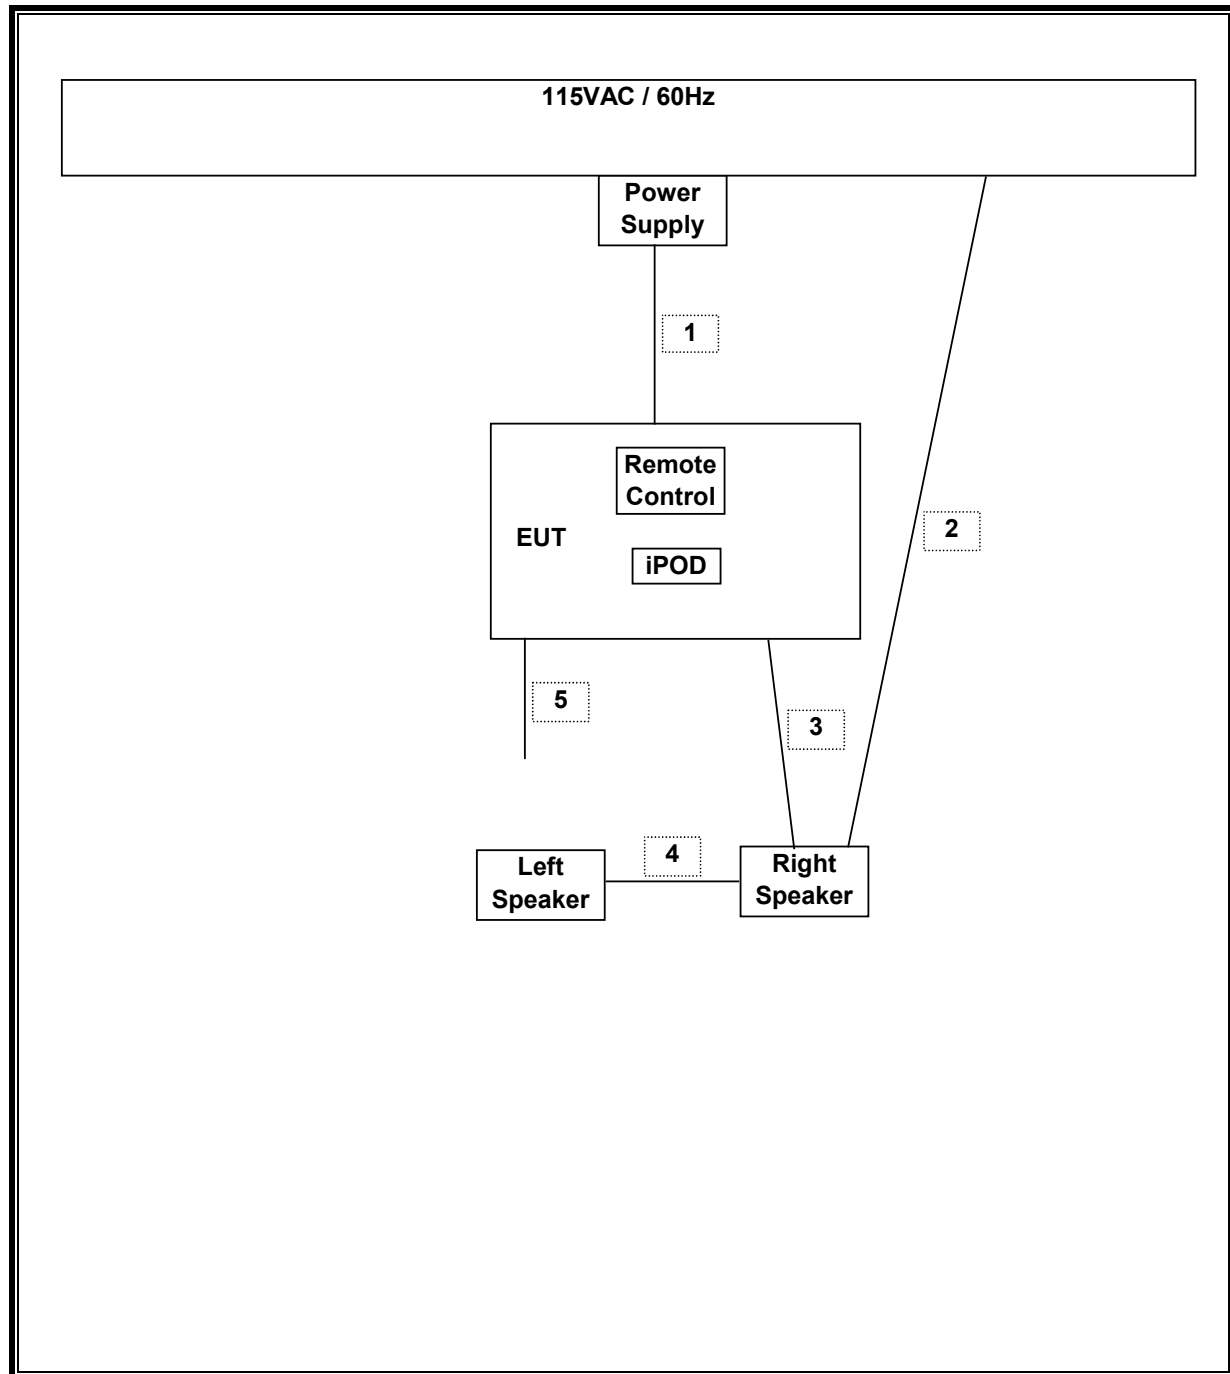 115VAC / 60Hz
Power
Supply
1
Remote
Control
EUT
2
iPOD
5
3
4
Left
Speaker
Right
Speaker